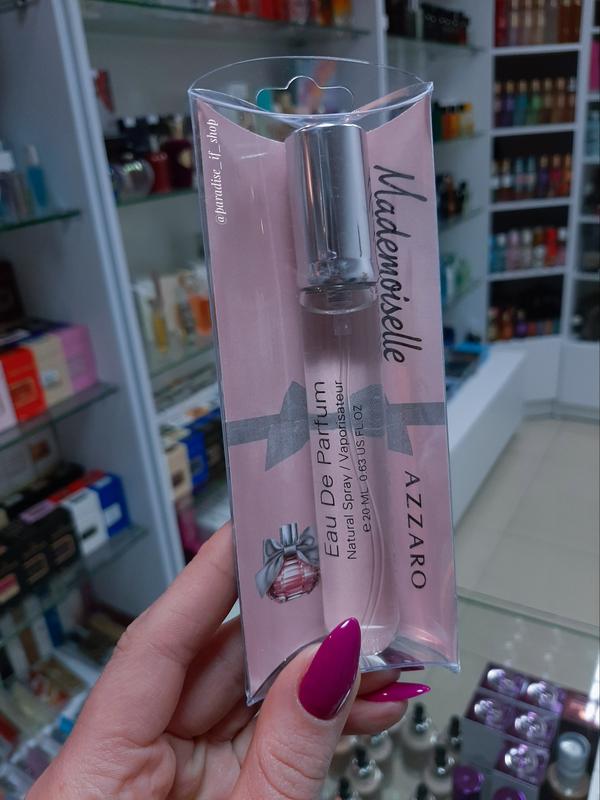 @paradise_if_shop
Mademoiselle
AZZARO
Eau De Parfum
Natural Spray / Vaporisateur
e 20 ML 0.63 US FL.OZ